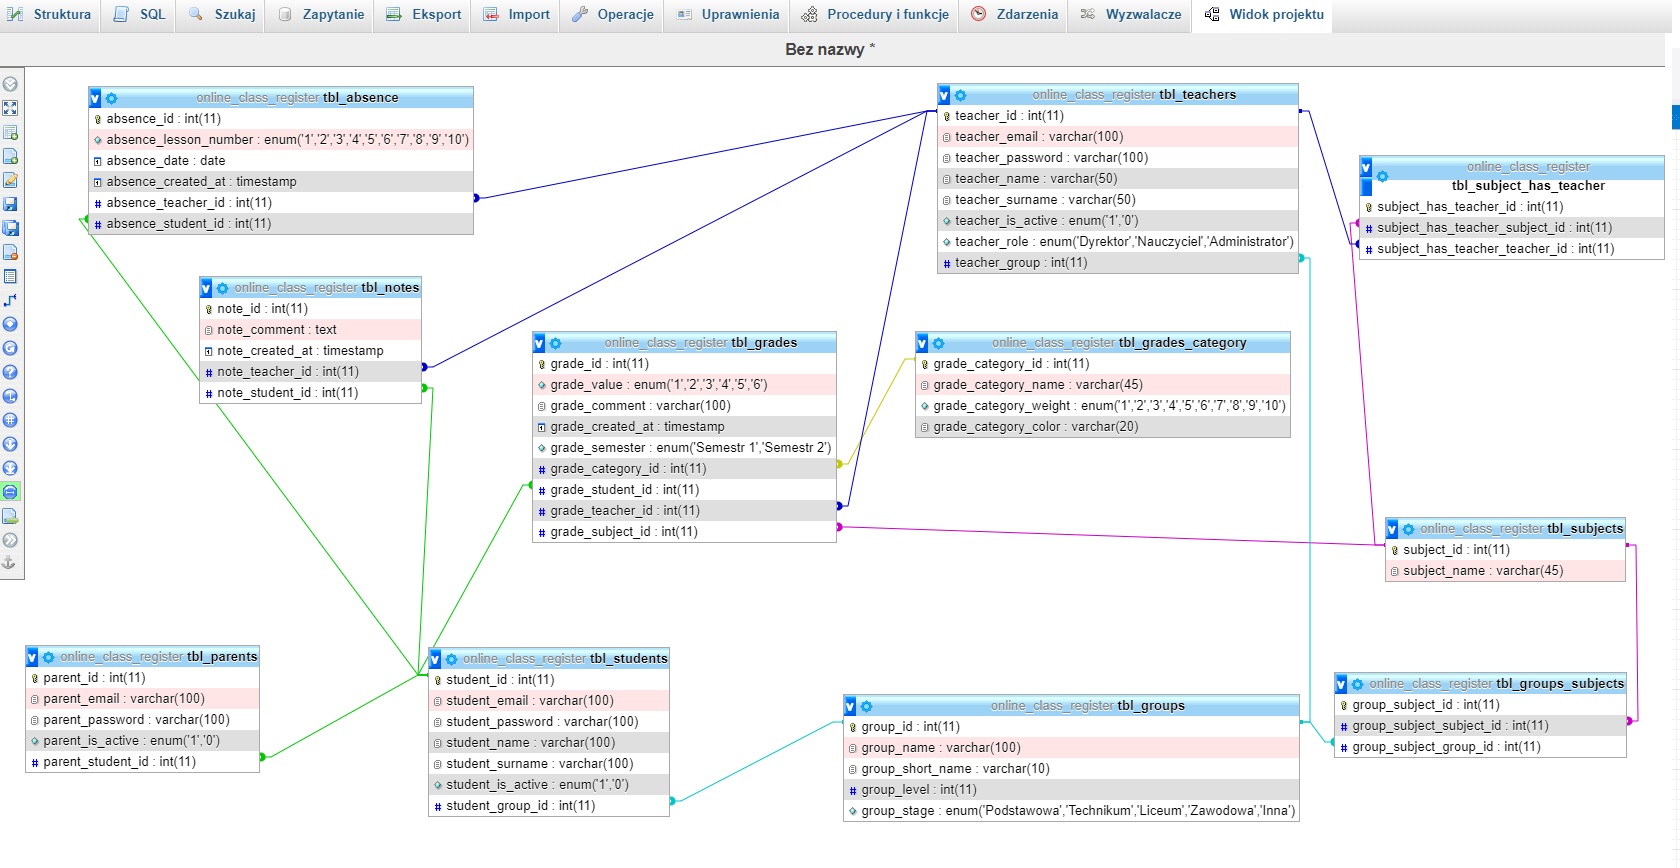 Struktura SQL Szukaj Zapytanie Eksport Import Operacje Uprawnienia Procedury i funkcje Zdarzenia Wyzwalacze Widok projektu
Bez nazwy *
online_class_register tbl_absence
absence_id : int(11)
absence_lesson_number : enum('1','2','3','4','5','6','7','8','9','10')
absence_date : date
absence_created_at : timestamp
absence_teacher_id : int(11)
absence_student_id : int(11)
online_class_register tbl_teachers
teacher_id : int(11)
teacher_email : varchar(100)
teacher_password : varchar(100)
teacher_name : varchar(50)
teacher_surname : varchar(50)
teacher_is_active : enum('1','0')
teacher_role : enum('Dyrektor','Nauczyciel','Administrator')
teacher_group : int(11)
online_class_register
tbl_subject_has_teacher
subject_has_teacher_id : int(11)
subject_has_teacher_subject_id : int(11)
subject_has_teacher_teacher_id : int(11)
online_class_register tbl_notes
note_id : int(11)
note_comment : text
note_created_at : timestamp
note_teacher_id : int(11)
note_student_id : int(11)
online_class_register tbl_grades
grade_id : int(11)
grade_value : enum('1','2','3','4','5','6')
grade_comment : varchar(100)
grade_created_at : timestamp
grade_semester : enum('Semestr 1','Semestr 2')
grade_category_id : int(11)
grade_student_id : int(11)
grade_teacher_id : int(11)
grade_subject_id : int(11)
online_class_register tbl_grades_category
grade_category_id : int(11)
grade_category_name : varchar(45)
grade_category_weight : enum('1','2','3','4','5','6','7','8','9','10')
grade_category_color : varchar(20)
online_class_register tbl_subjects
subject_id : int(11)
subject_name : varchar(45)
online_class_register tbl_parents
parent_id : int(11)
parent_email : varchar(100)
parent_password : varchar(100)
parent_is_active : enum('1','0')
parent_student_id : int(11)
online_class_register tbl_students
student_id : int(11)
student_email : varchar(100)
student_password : varchar(100)
student_name : varchar(100)
student_surname : varchar(100)
student_is_active : enum('1','0')
student_group_id : int(11)
online_class_register tbl_groups
group_id : int(11)
group_name : varchar(100)
group_short_name : varchar(10)
group_level : int(11)
group_stage : enum('Podstawowa','Technikum','Liceum','Zawodowa','Inna')
online_class_register tbl_groups_subjects
group_subject_id : int(11)
group_subject_subject_id : int(11)
group_subject_group_id : int(11)